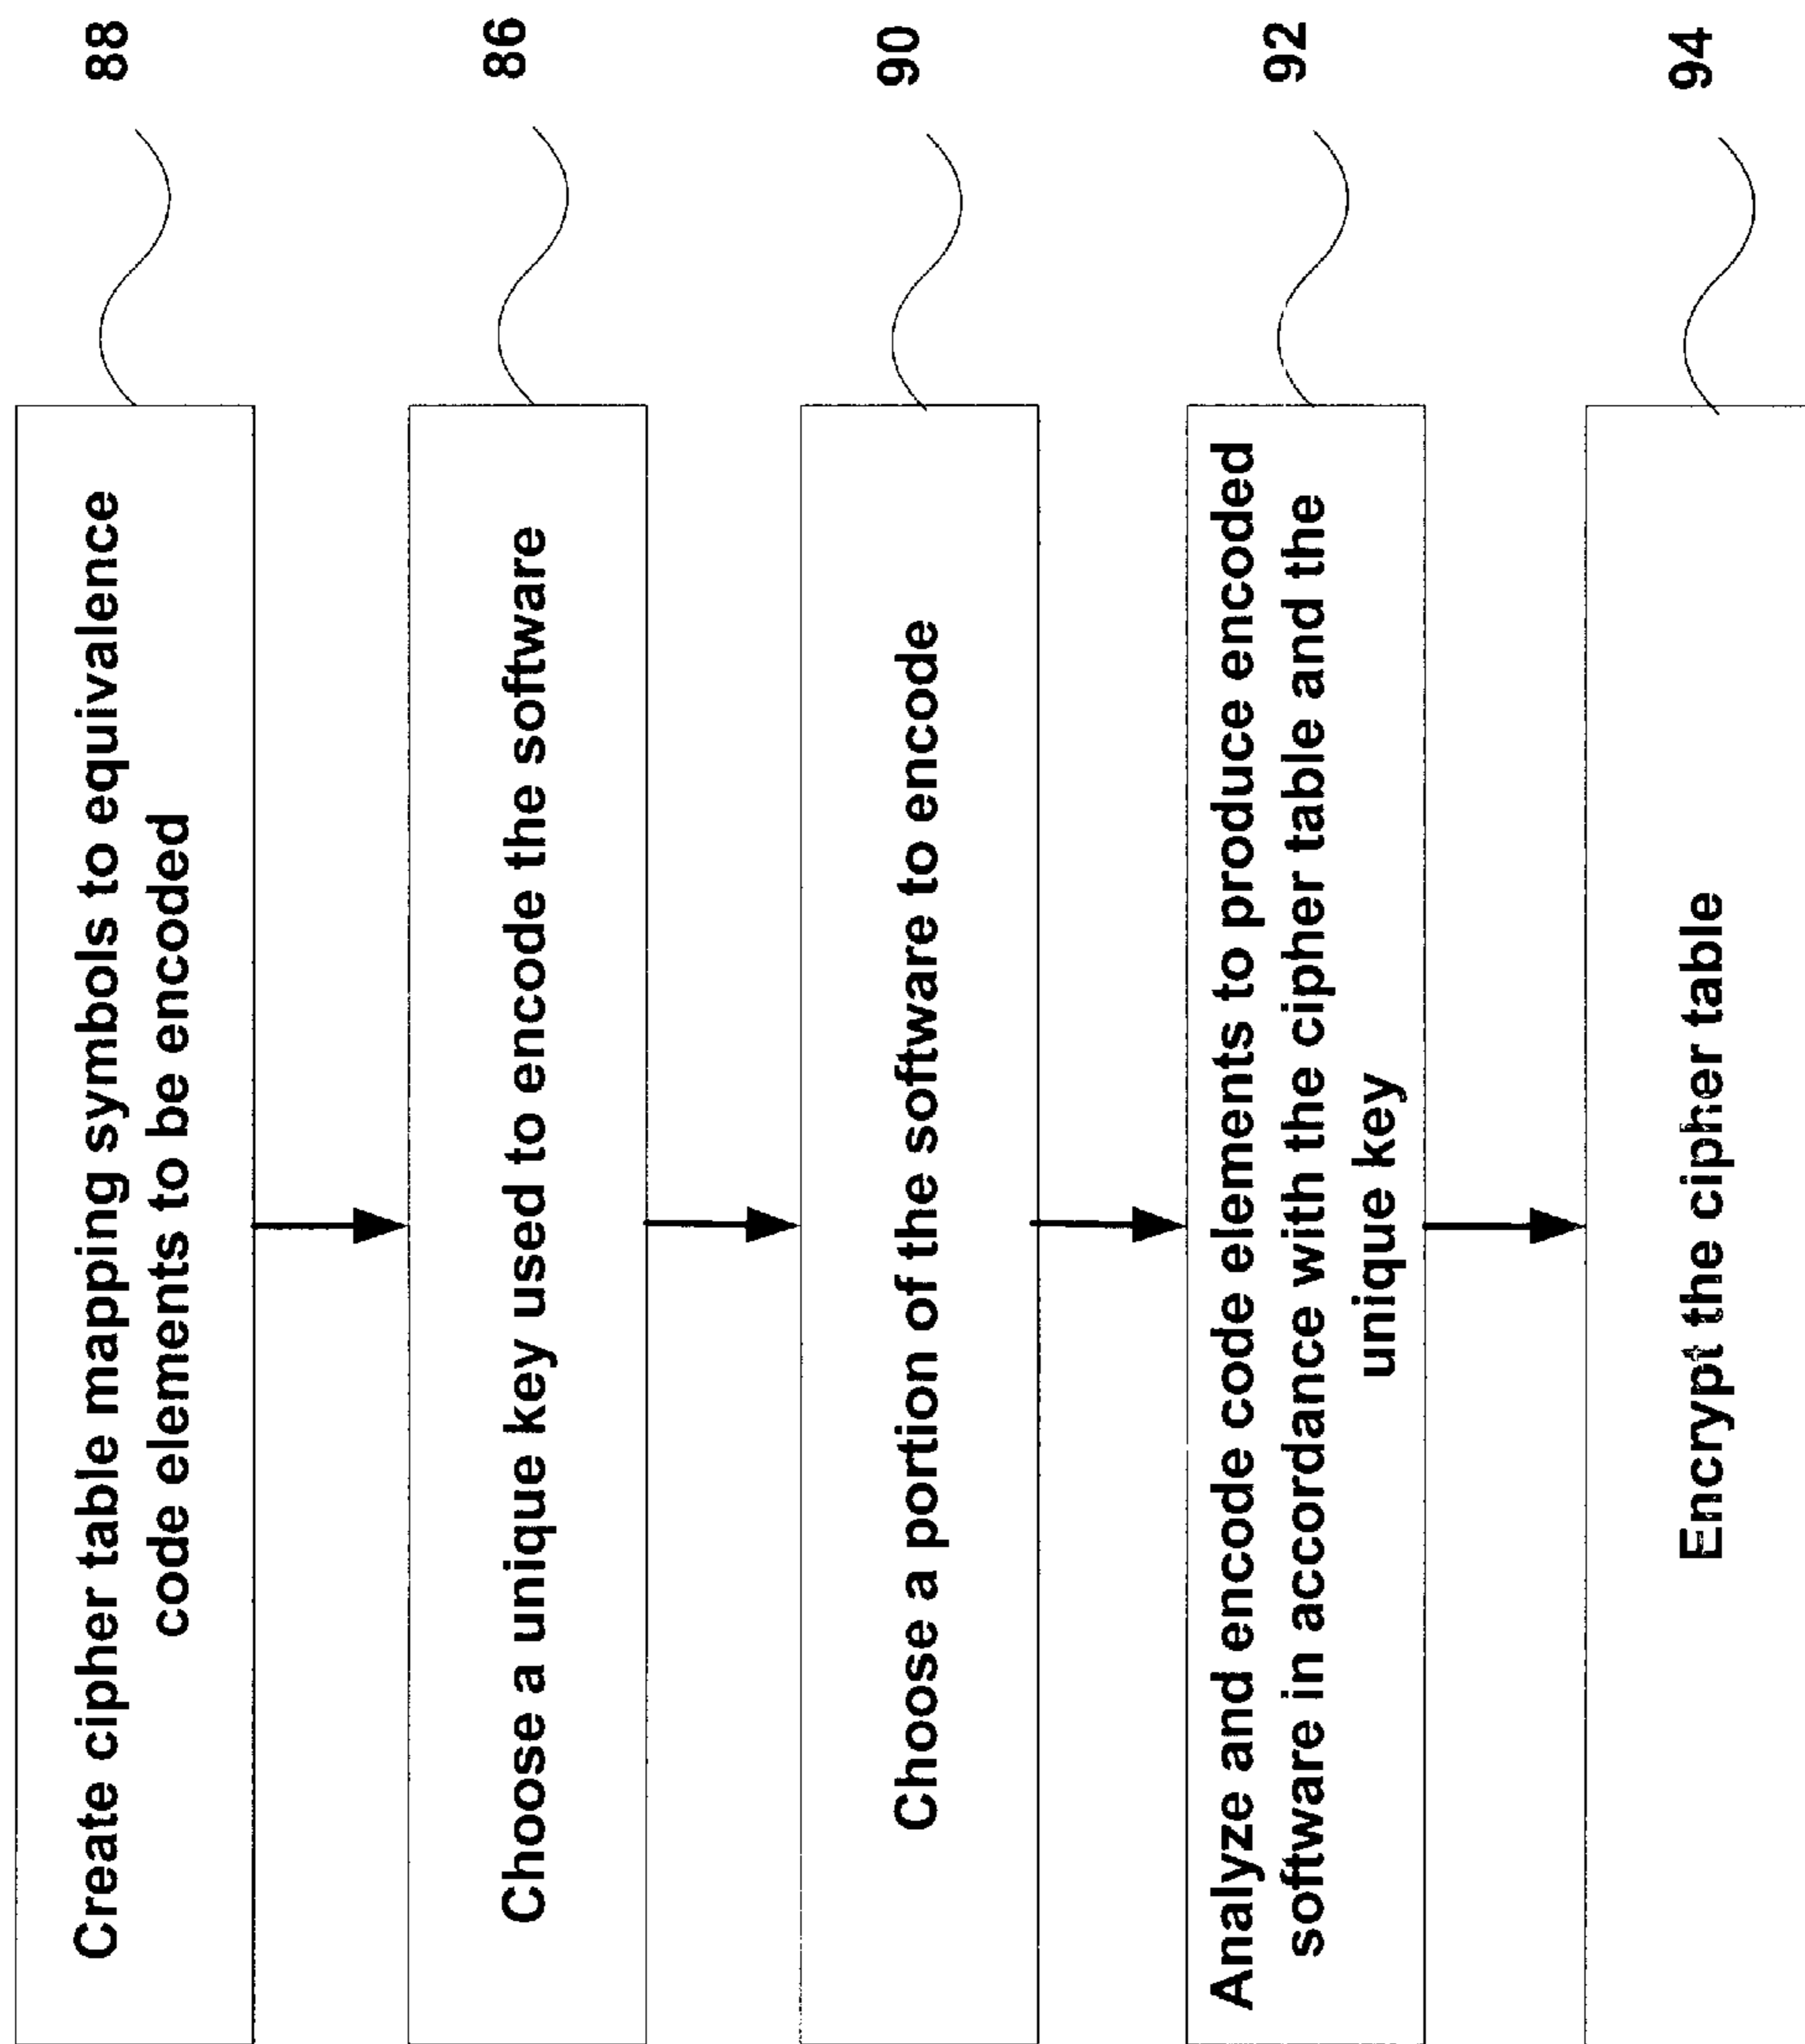 Create cipher table mapping symbols to equivalence
code elements to be encoded
88
Choose a unique key used to encode the software
86
Choose a portion of the software to encode
90
Analyze and encode code elements to produce encoded
software in accordance with the cipher table and the
unique key
92
Encrypt the cipher table
94